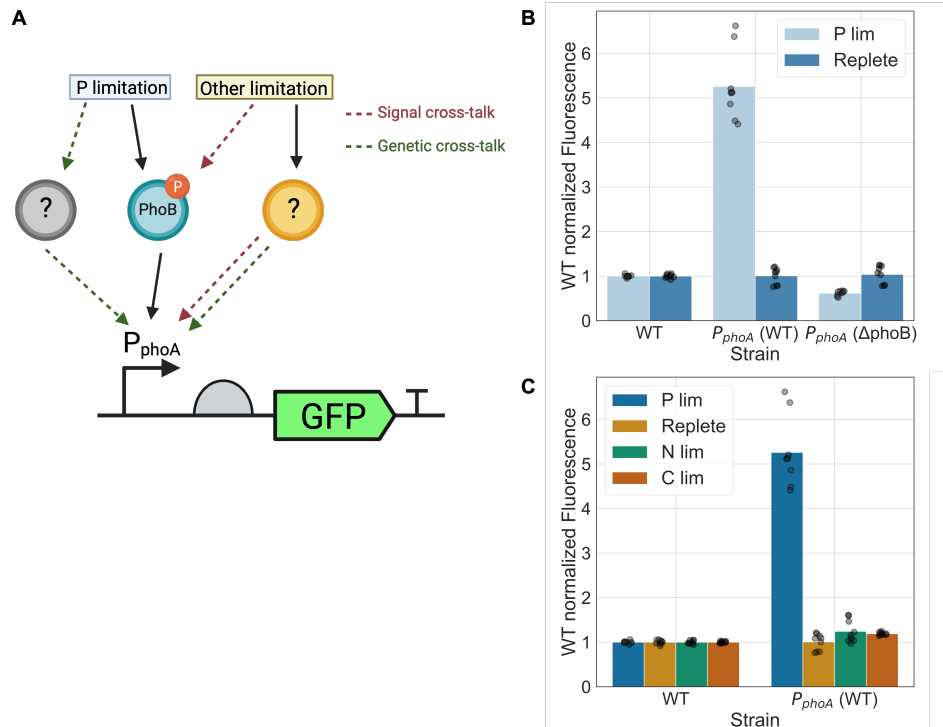 A
P limitation
Other limitation
Signal cross-talk
Genetic cross-talk
?
PhoB
P
?
PphoA
GFP
B
WT normalized Fluorescence
6
5
4
3
2
1
0
P lim
Replete
WT
PphoA (WT)
PphoA (ΔphoB)
Strain
C
WT normalized Fluorescence
6
5
4
3
2
1
0
P lim
Replete
N lim
C lim
WT
PphoA (WT)
Strain